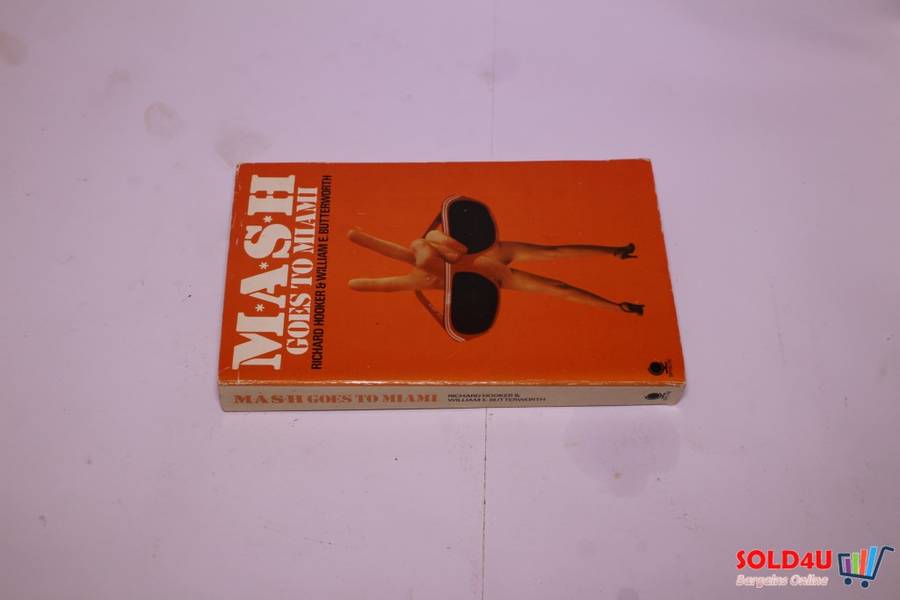 M*A*S*H
GOES TO MIAMI
RICHARD HOOKER & WILLIAM E. BUTTERWORTH
M·A·S·H GOES TO MIAMI
RICHARD HOOKER &
WILLIAM E. BUTTERWORTH
SOLD4U
Bargains Online